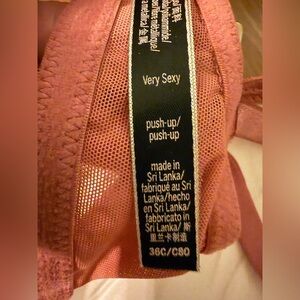 Very Sexy
push-up/
push-up
made in
Sri Lanka/
fabriqué au Sri
Lanka/hecho
en Sri Lanka/
fabbricato in
Sri Lanka/ 斯
里兰卡制造
36C/C80